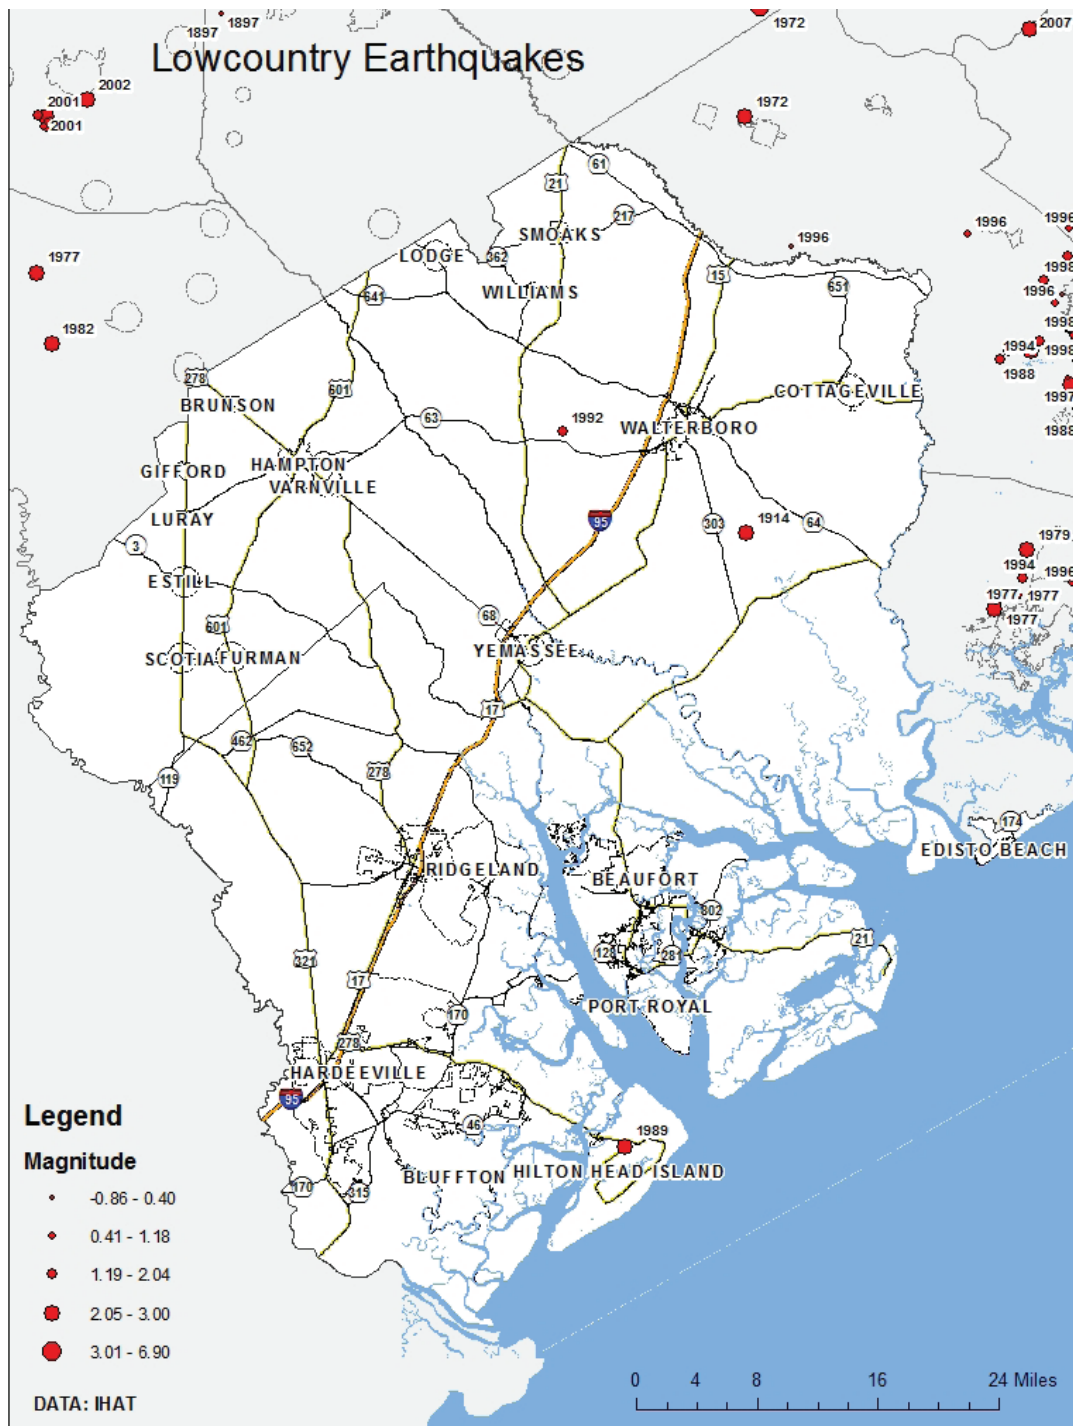 1897
1897
1972
2007
Lowcountry Earthquakes
2002
2001
2001
1972
61
21
217
SMOAKS
1996
1996
1996
LODGE
362
1977
15
1998
WILLIAMS
651
641
1996
1982
1998
1994
1998
1988
278
601
COTTAGEVILLE
1997
BRUNSON
63
1992
WALTERBORO
1988
HAMPTON
GIFFORD
VARNVILLE
LURAY
95
303
1914
64
1979
3
1994
1996
ESTILL
1977
1977
68
1977
601
SCOTIA
FURMAN
YEMASSEE
17
462
652
119
278
174
EDISTO BEACH
RIDGELAND
BEAUFORT
802
21
128
281
321
17
PORT ROYAL
170
278
HARDEEVILLE
95
Legend
46
1989
Magnitude
BLUFFTON
HILTON HEAD ISLAND
170
315
-0.86 - 0.40
0.41 - 1.18
1.19 - 2.04
2.05 - 3.00
3.01 - 6.90
0 4 8 16 24 Miles
DATA: IHAT